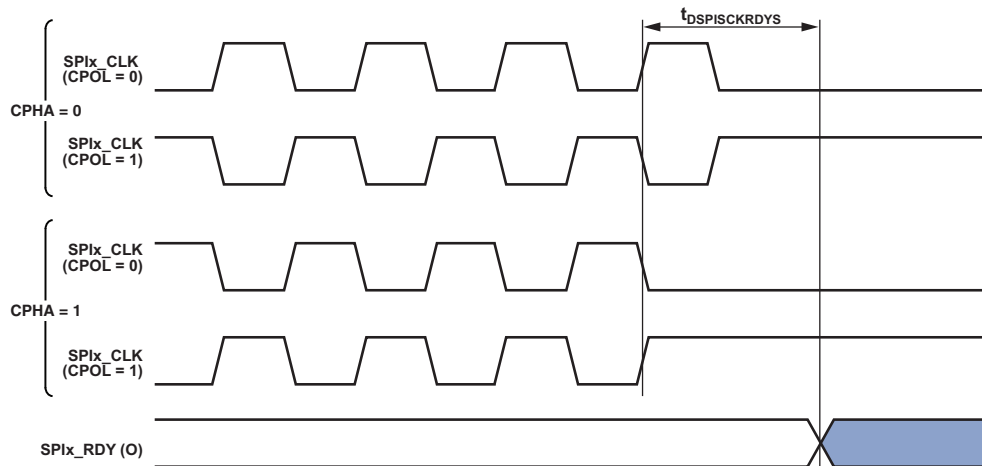 tDSPISCKRDYS
SPIx_CLK
(CPOL = 0)
CPHA = 0
SPIx_CLK
(CPOL = 1)
SPIx_CLK
(CPOL = 0)
CPHA = 1
SPIx_CLK
(CPOL = 1)
SPIx_RDY (O)